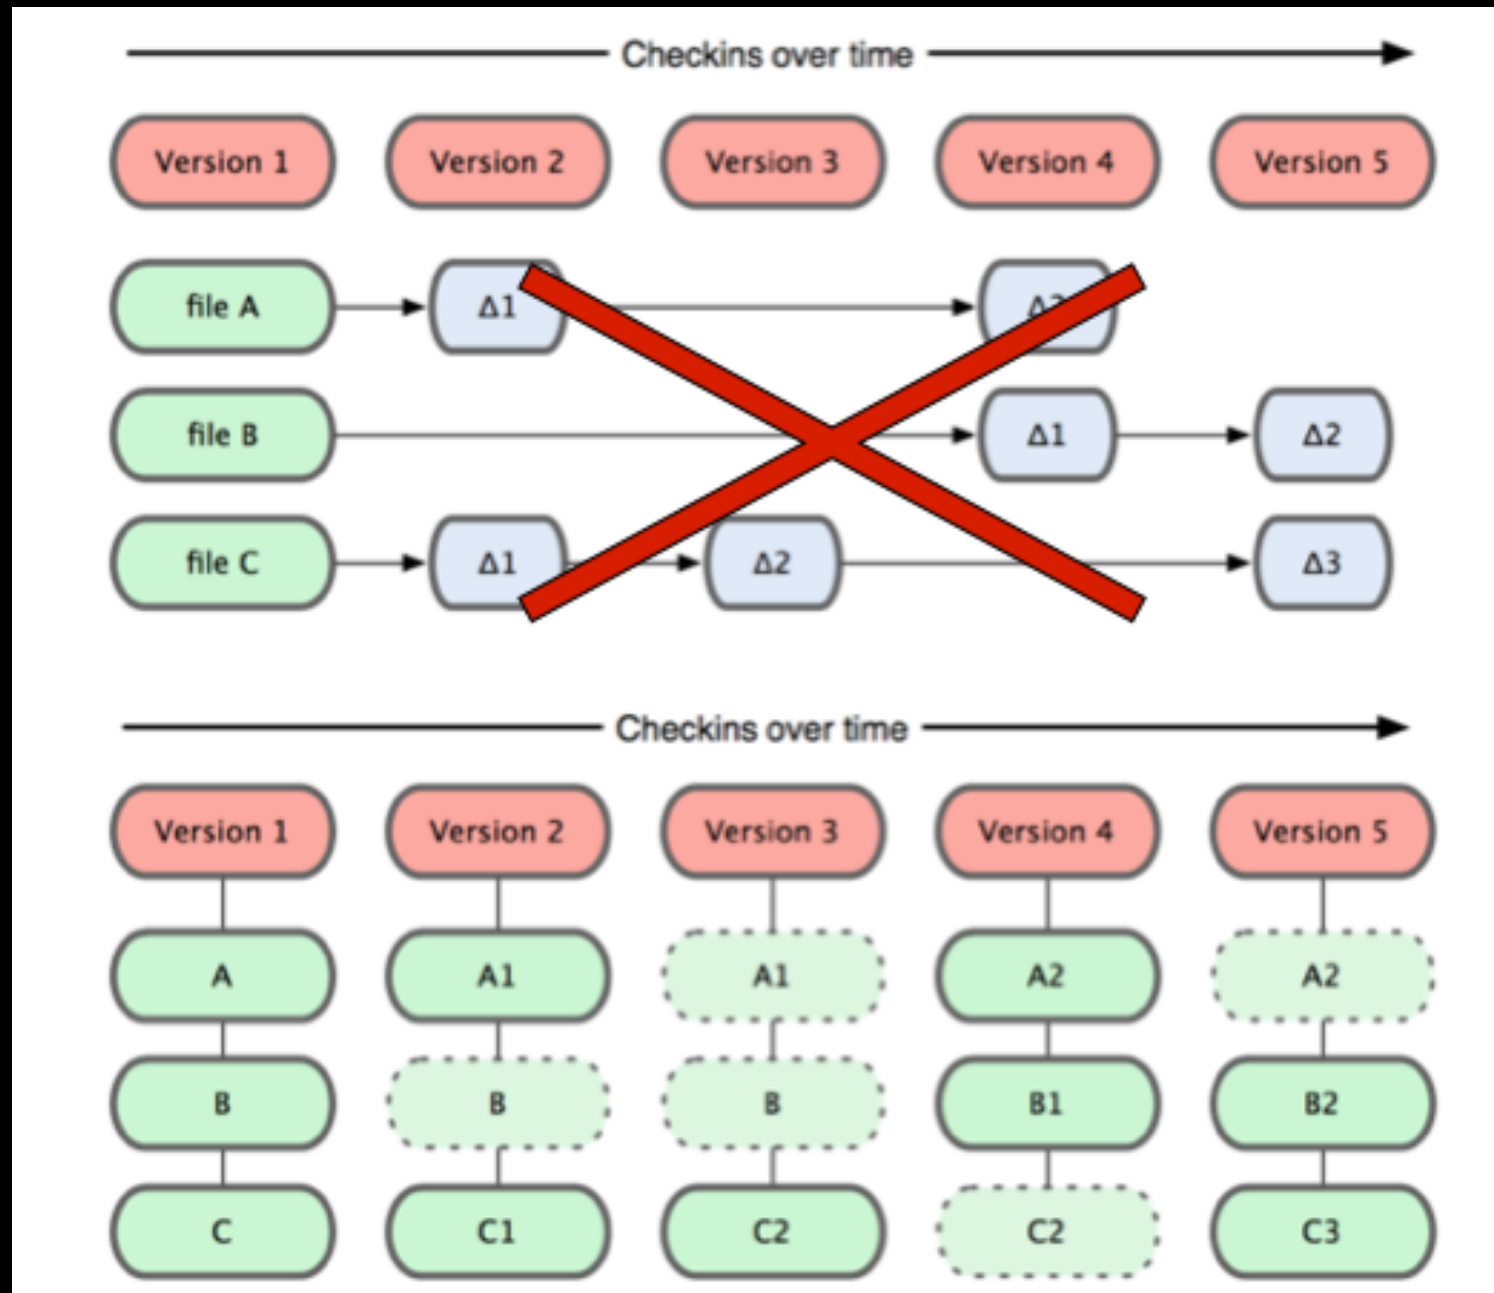 Checkins over time
Version 1 Version 2 Version 3 Version 4 Version 5
file A Δ1 Δ2
file B Δ1 Δ2
file C Δ1 Δ2 Δ3
Checkins over time
Version 1 Version 2 Version 3 Version 4 Version 5
A A1 A1 A2 A2
B B B B1 B2
C C1 C2 C2 C3